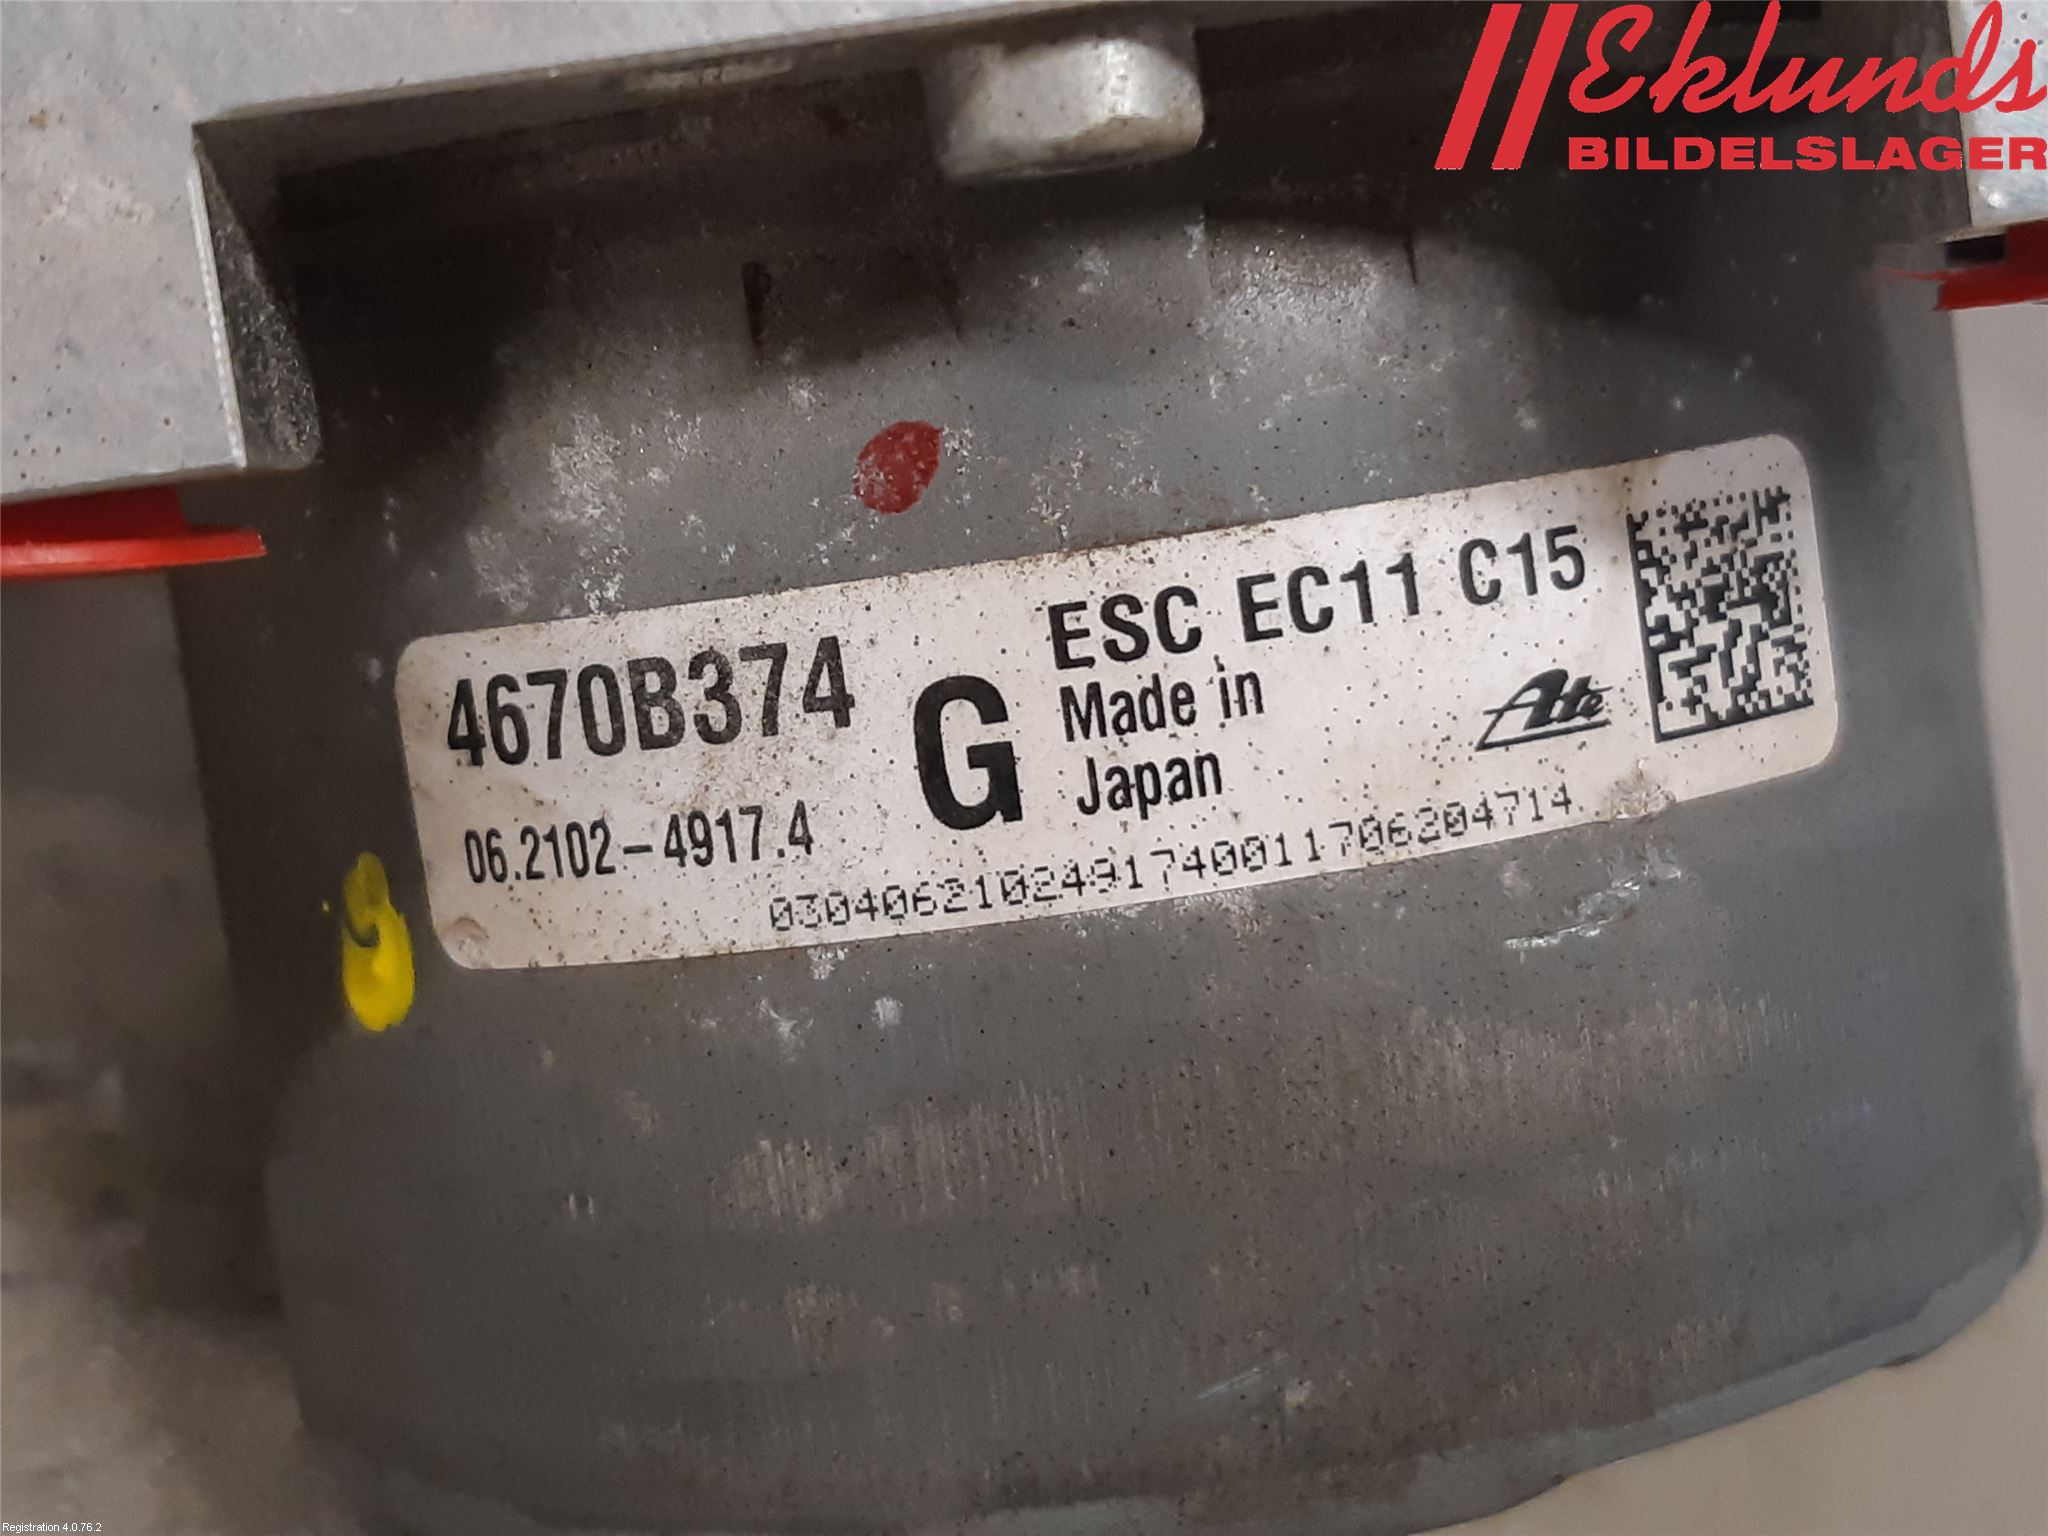 Eklunds
BILDELSLAGER
4670B374
G
ESC EC11 C15
Made in
Japan
Ate
06.2102-4917.4
0304062102491740011706204714
Registration 4.0.76.2